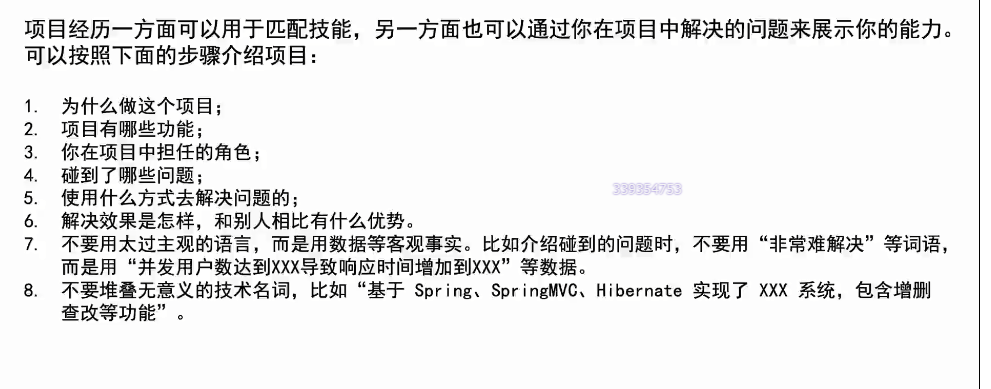 项目经历一方面可以用于匹配技能，另一方面也可以通过你在项目中解决的问题来展示你的能力。
可以按照下面的步骤介绍项目：
1. 为什么做这个项目；
2. 项目有哪些功能；
3. 你在项目中担任的角色；
4. 碰到了哪些问题；
5. 使用什么方式去解决问题的；
339354753
6. 解决效果是怎样，和别人相比有什么优势。
7. 不要用太过主观的语言，而是用数据等客观事实。比如介绍碰到的问题时，不要用“非常难解决”等词语，
而是用“并发用户数达到XXX导致响应时间增加到XXX”等数据。
8. 不要堆叠无意义的技术名词，比如“基于 Spring、SpringMVC、Hibernate 实现了 XXX 系统，包含增删
查改等功能”。